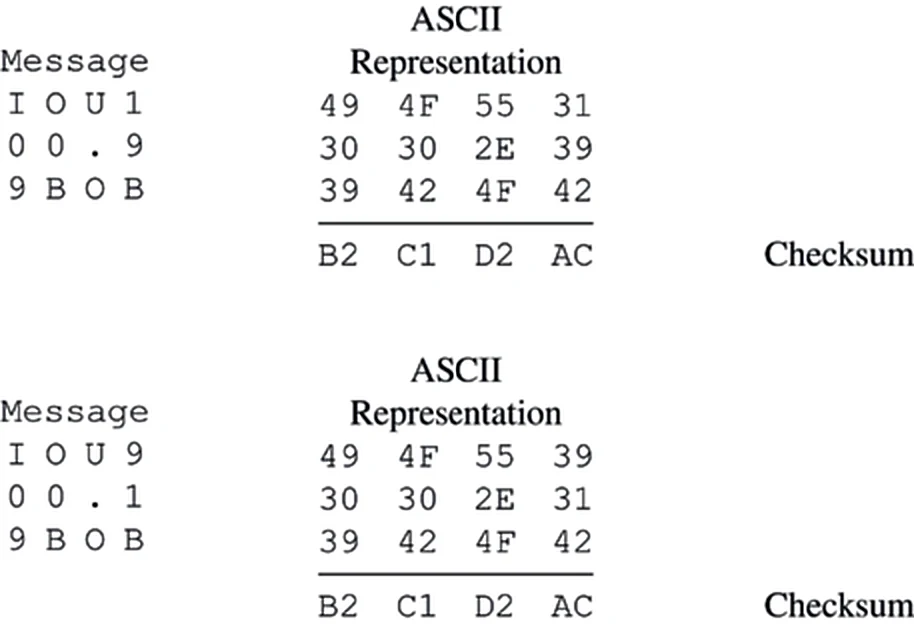 ASCII
Message Representation
I O U 1 49 4F 55 31
0 0 . 9 30 30 2E 39
9 B O B 39 42 4F 42
B2 C1 D2 AC Checksum
ASCII
Message Representation
I O U 9 49 4F 55 39
0 0 . 1 30 30 2E 31
9 B O B 39 42 4F 42
B2 C1 D2 AC Checksum